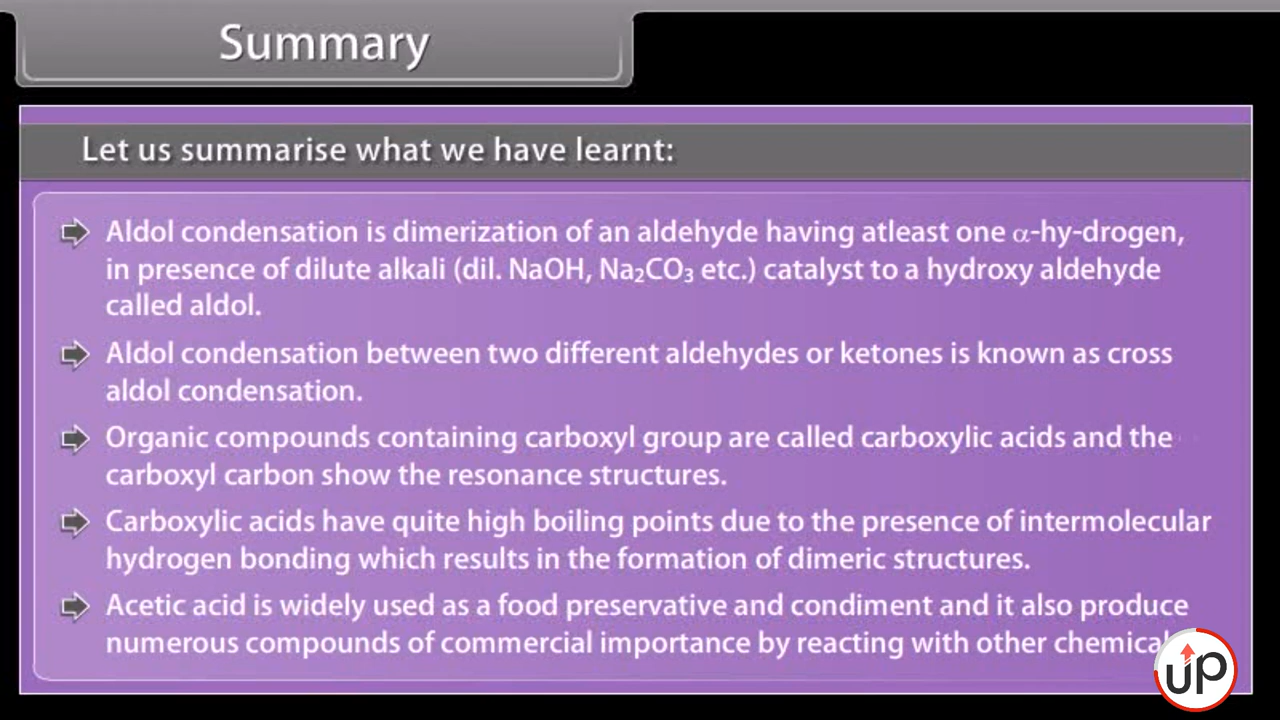 Summary
Let us summarise what we have learnt:
Aldol condensation is dimerization of an aldehyde having atleast one α-hy-drogen,
in presence of dilute alkali (dil. NaOH, Na₂CO₃ etc.) catalyst to a hydroxy aldehyde
called aldol.
Aldol condensation between two different aldehydes or ketones is known as cross
aldol condensation.
Organic compounds containing carboxyl group are called carboxylic acids and the
carboxyl carbon show the resonance structures.
Carboxylic acids have quite high boiling points due to the presence of intermolecular
hydrogen bonding which results in the formation of dimeric structures.
Acetic acid is widely used as a food preservative and condiment and it also produce
numerous compounds of commercial importance by reacting with other
UP